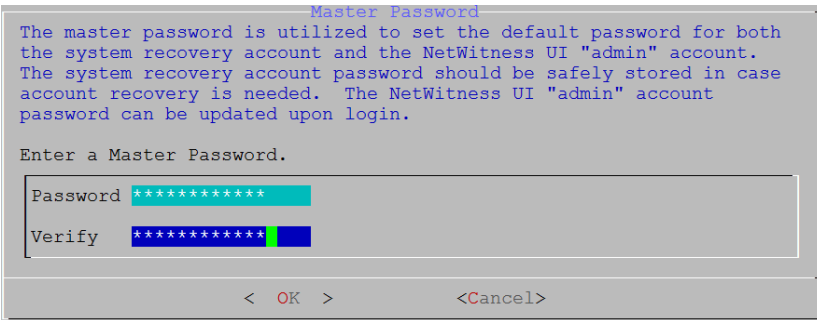 Master Password
The master password is utilized to set the default password for both
the system recovery account and the NetWitness UI "admin" account.
The system recovery account password should be safely stored in case
account recovery is needed.  The NetWitness UI "admin" account
password can be updated upon login.
Enter a Master Password.
Password ************
Verify ************
< OK > <Cancel>